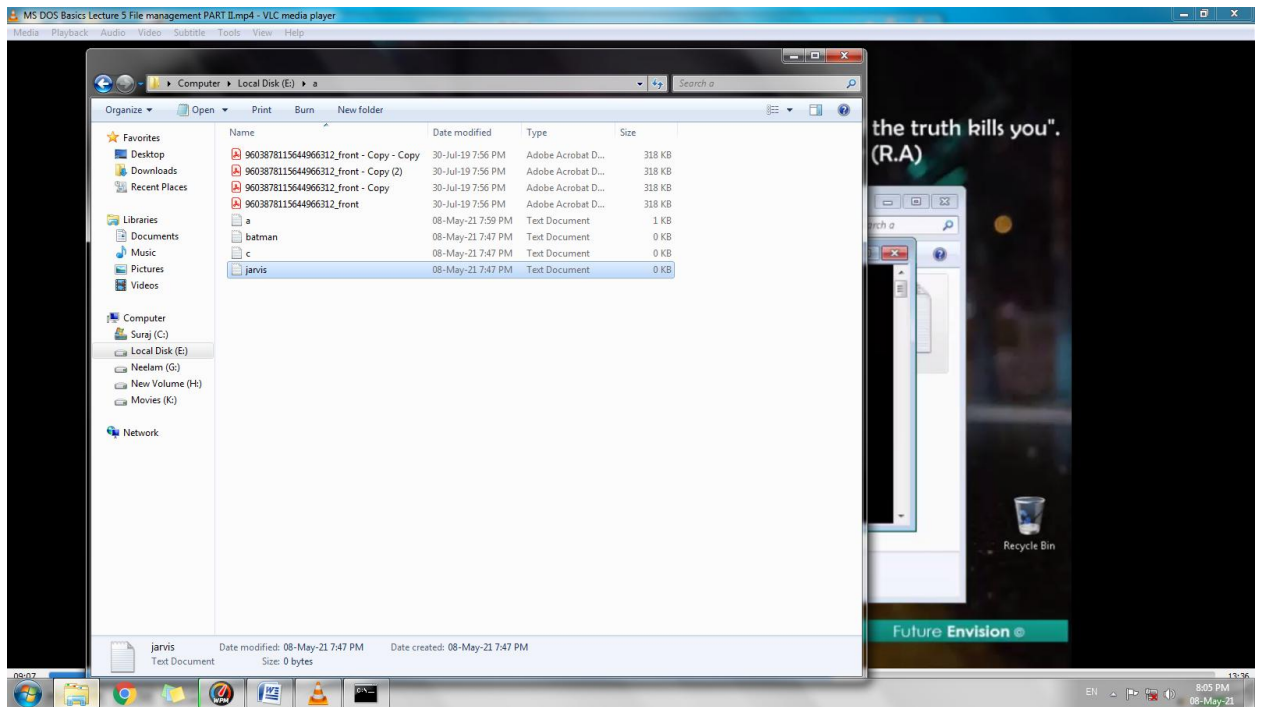 MS DOS Basics Lecture 5 File management PART II.mp4 - VLC media player
Media Playback Audio Video Subtitle Tools View Help
Computer Local Disk (E:) a
Search a
Organize Open Print Burn New folder
Favorites
Desktop
Downloads
Recent Places
Libraries
Documents
Music
Pictures
Videos
Computer
Suraj (C:)
Local Disk (E:)
Neelam (G:)
New Volume (H:)
Movies (K:)
Network
Name Date modified Type Size
9603878115644966312_front - Copy - Copy 30-Jul-19 7:56 PM Adobe Acrobat D... 318 KB
9603878115644966312_front - Copy (2) 30-Jul-19 7:56 PM Adobe Acrobat D... 318 KB
9603878115644966312_front - Copy 30-Jul-19 7:56 PM Adobe Acrobat D... 318 KB
9603878115644966312_front 30-Jul-19 7:56 PM Adobe Acrobat D... 318 KB
a 08-May-21 7:59 PM Text Document 1 KB
batman 08-May-21 7:47 PM Text Document 0 KB
c 08-May-21 7:47 PM Text Document 0 KB
jarvis 08-May-21 7:47 PM Text Document 0 KB
jarvis Date modified: 08-May-21 7:47 PM Date created: 08-May-21 7:47 PM
Text Document Size: 0 bytes
the truth kills you".
(R.A)
arch a
Recycle Bin
Future Envision ©
09:07
13:36
WPM
EN
8:05 PM
08-May-21